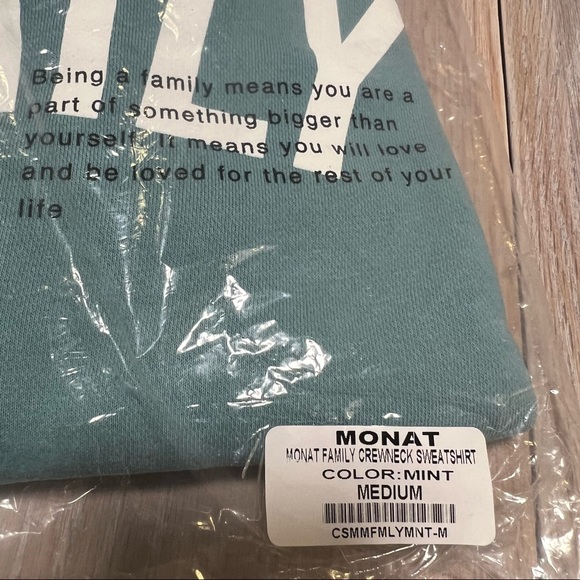 ILY
Being a family means you are a
part of something bigger than
yourself. It means you will love
and be loved for the rest of your
life
MONAT
MONAT FAMILY CREWNECK SWEATSHIRT
COLOR:MINT
MEDIUM
CSMMFMLYMNT-M